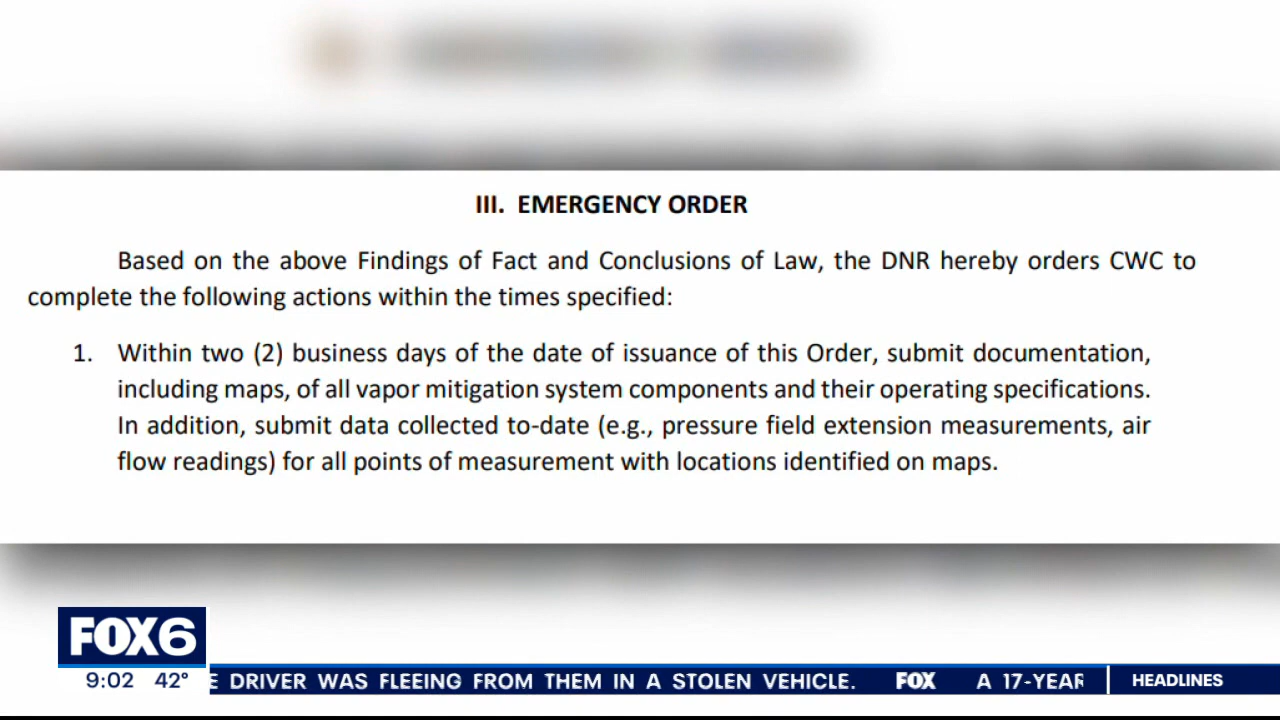 III. EMERGENCY ORDER
Based on the above Findings of Fact and Conclusions of Law, the DNR hereby orders CWC to
complete the following actions within the times specified:
1. Within two (2) business days of the date of issuance of this Order, submit documentation,
including maps, of all vapor mitigation system components and their operating specifications.
In addition, submit data collected to-date (e.g., pressure field extension measurements, air
flow readings) for all points of measurement with locations identified on maps.
FOX6
9:02 42°
E DRIVER WAS FLEEING FROM THEM IN A STOLEN VEHICLE. FOX A 17-YEAR HEADLINES